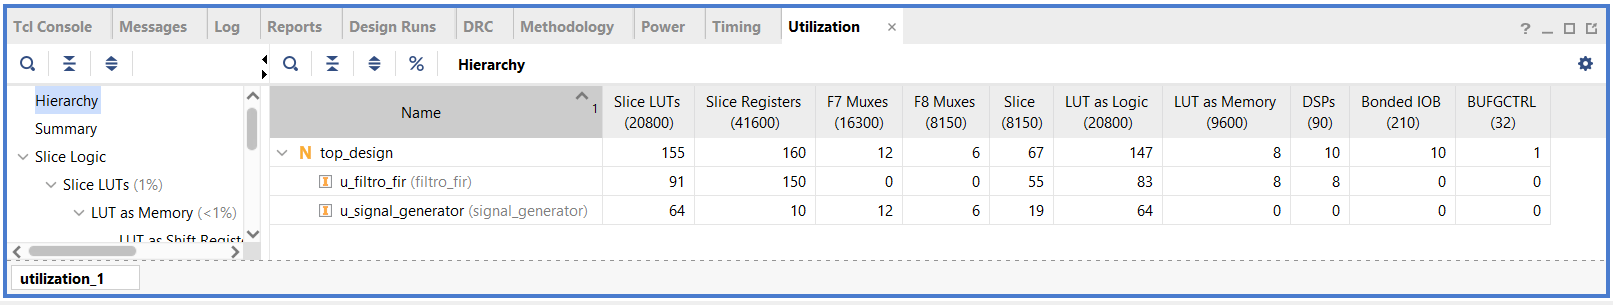 Tcl Console Messages Log Reports Design Runs DRC Methodology Power Timing Utilization × ? _
% Hierarchy
Hierarchy
Summary
Slice Logic
Slice LUTs (1%)
LUT as Memory (<1%)
LUT as Shift Registe
Name 1 Slice LUTs (20800) Slice Registers (41600) F7 Muxes (16300) F8 Muxes (8150) Slice (8150) LUT as Logic (20800) LUT as Memory (9600) DSPs (90) Bonded IOB (210) BUFGCTRL (32)
N top_design 155 160 12 6 67 147 8 10 10 1
I u_filtro_fir (filtro_fir) 91 150 0 0 55 83 8 8 0 0
I u_signal_generator (signal_generator) 64 10 12 6 19 64 0 0 0 0
utilization_1